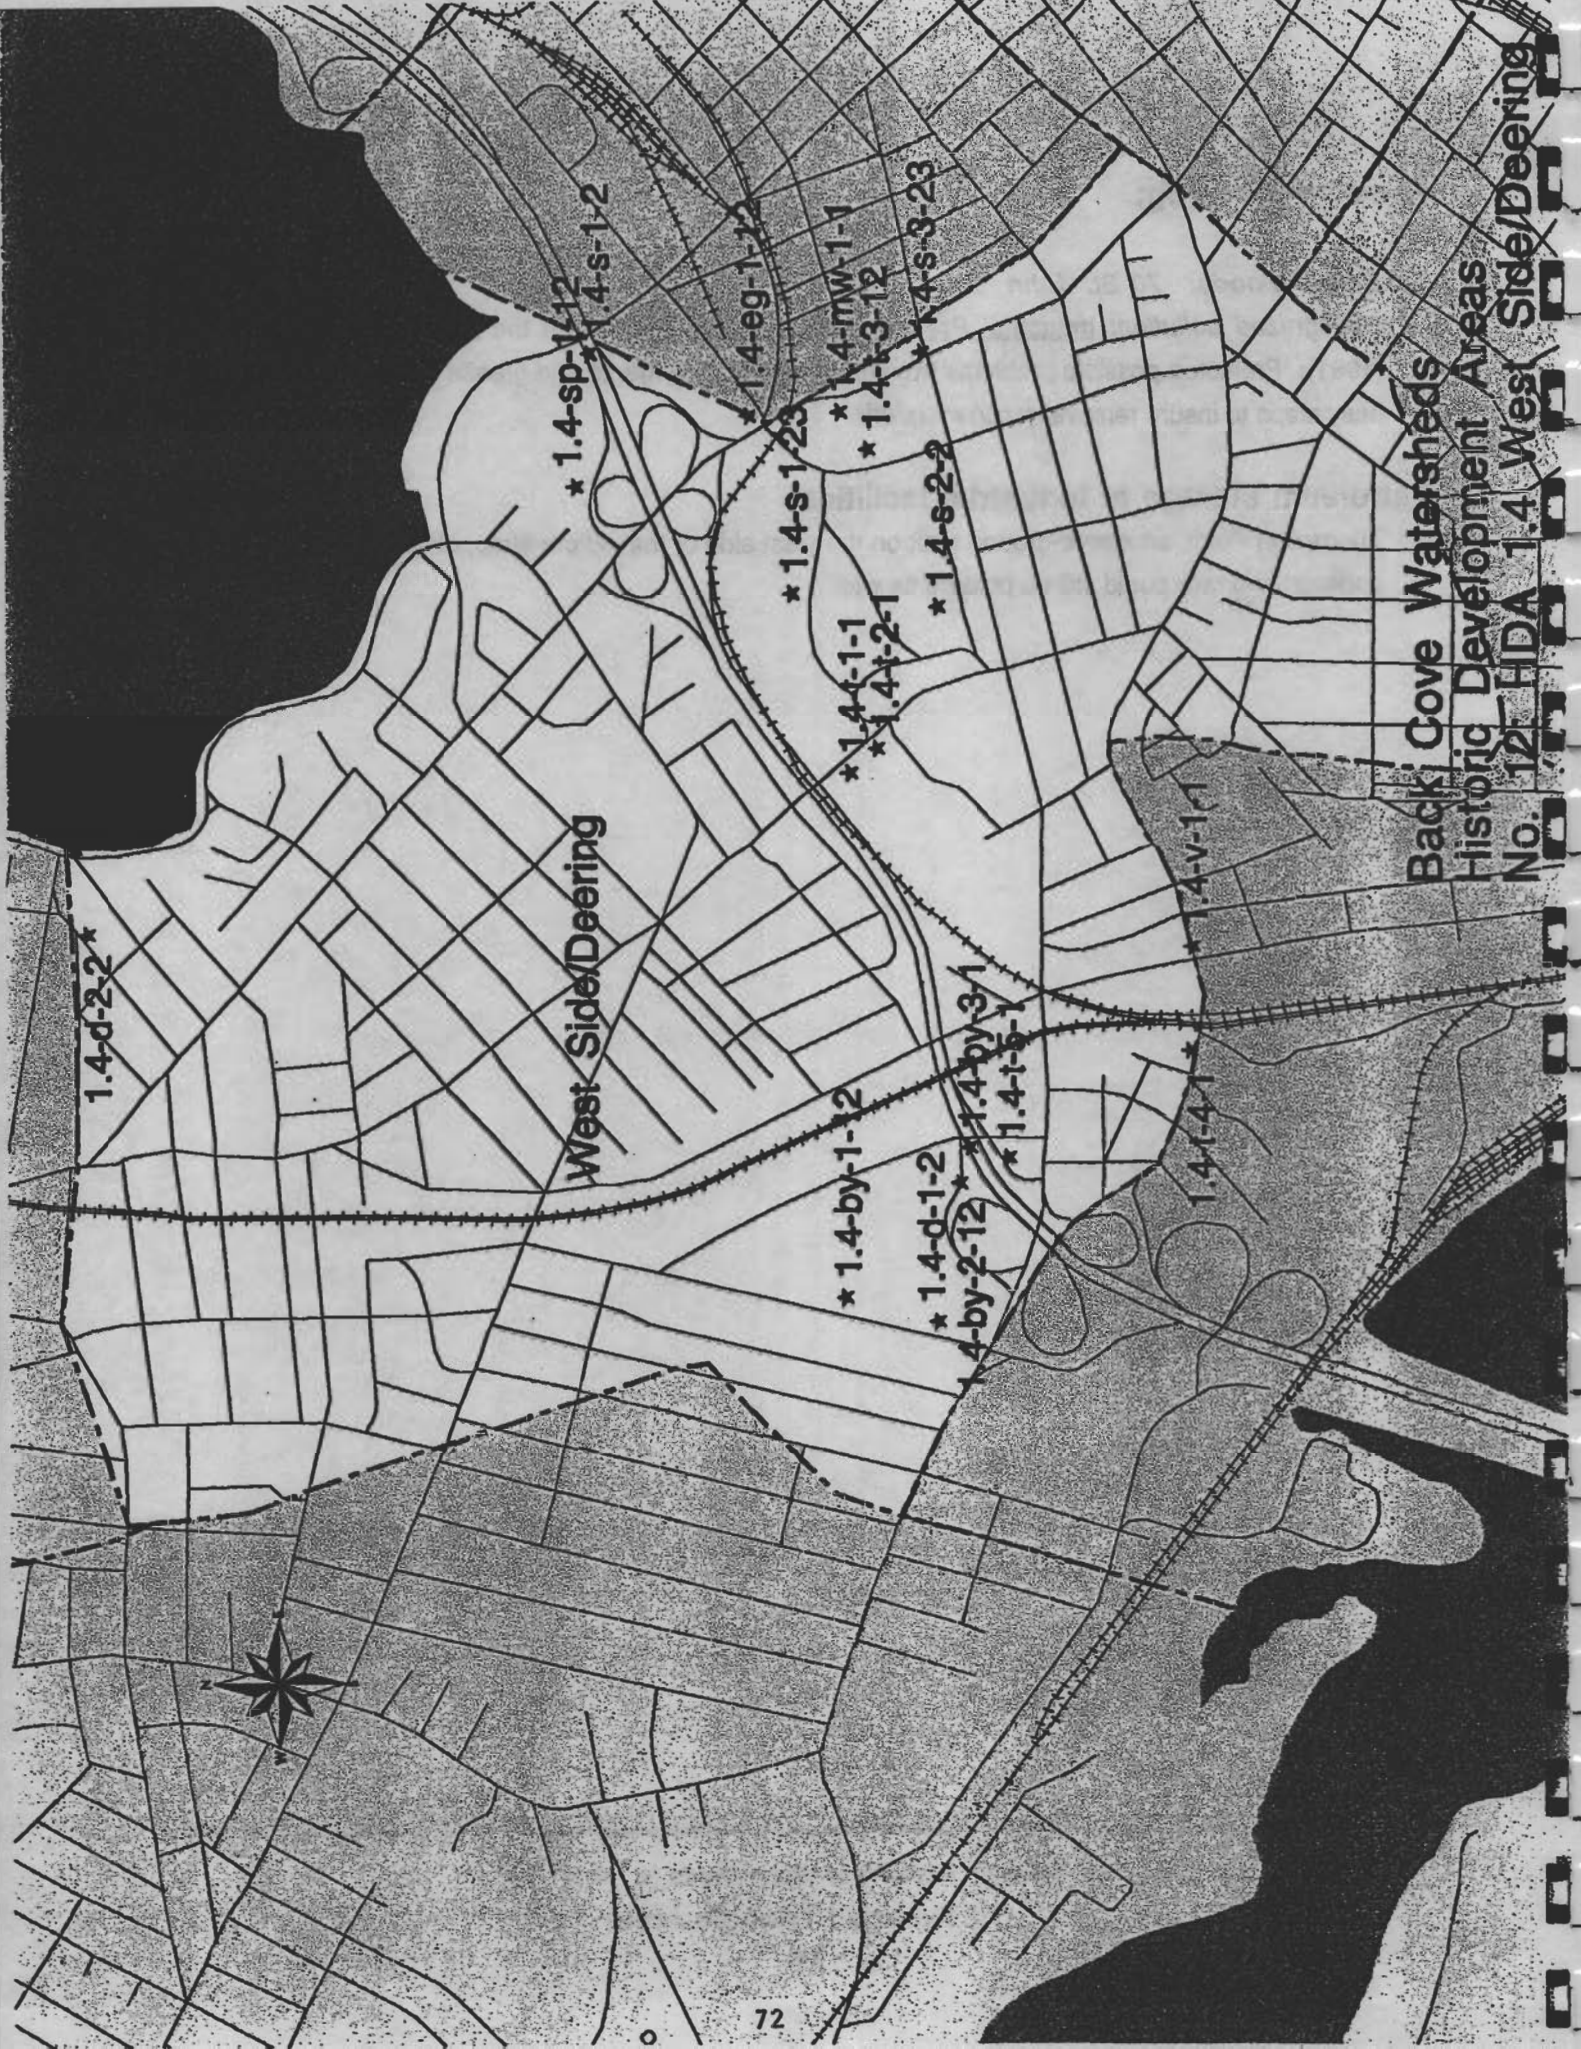 Back Cove Watersheds
Historic Development Areas
No. 12: HDA 1.4 West Side/Deering
West Side/Deering
1.4-d-2-2
1.4-sp-1-12
1.4-s-1-2
1.4-eg-1-12
1.4-mw-1-1
1.4-t-3-12
1.4-s-3-23
1.4-s-1-23
1.4-s-2-2
1.4-t-2-1
1.4-v-1-1
1.4-by-3-1
1.4-t-5-1
1.4-t-4-1
1.4-by-1-12
1.4-d-1-2
1.4-by-2-12
N
W
72